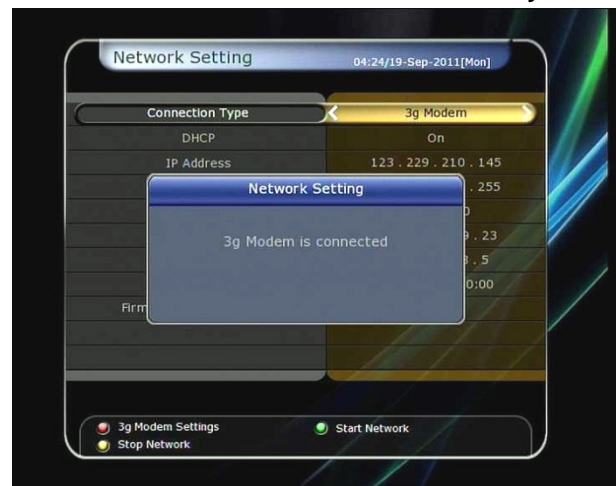 Network Setting 04:24/19-Sep-2011[Mon]
Connection Type 3g Modem
DHCP On
IP Address 123 . 229 . 210 . 145
. 255
Network Setting
3g Modem is connected
. 23
. 5
0:00
Firm
3g Modem Settings Start Network
Stop Network